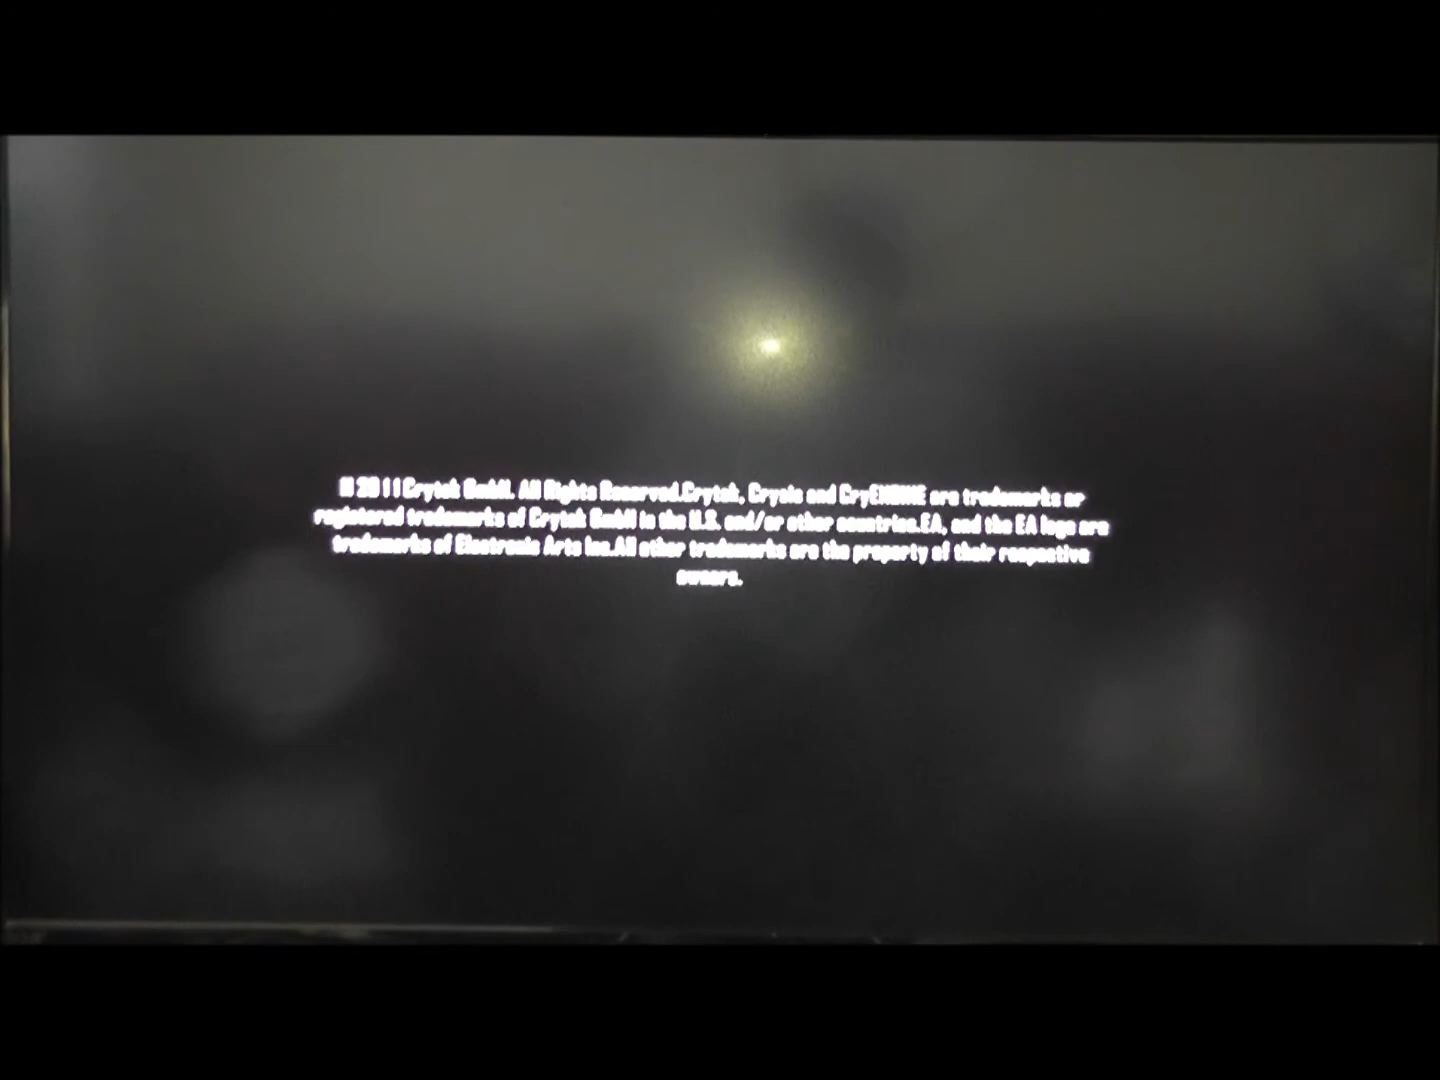 © 2011 Crytek GmbH. All Rights Reserved.Crytek, Crysis and CryENGINE are trademarks or
registered trademarks of Crytek GmbH in the U.S. and/or other countries.EA, and the EA logo are
trademarks of Electronic Arts Inc.All other trademarks are the property of their respective
owners.